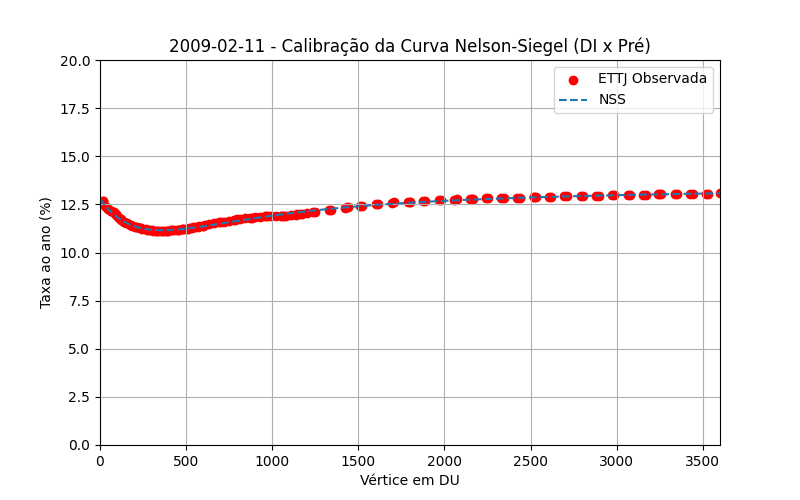 2009-02-11 - Calibração da Curva Nelson-Siegel (DI x Pré)
ETTJ Observada
NSS
Taxa ao ano (%)
20.0
17.5
15.0
12.5
10.0
7.5
5.0
2.5
0.0
0 500 1000 1500 2000 2500 3000 3500
Vértice em DU